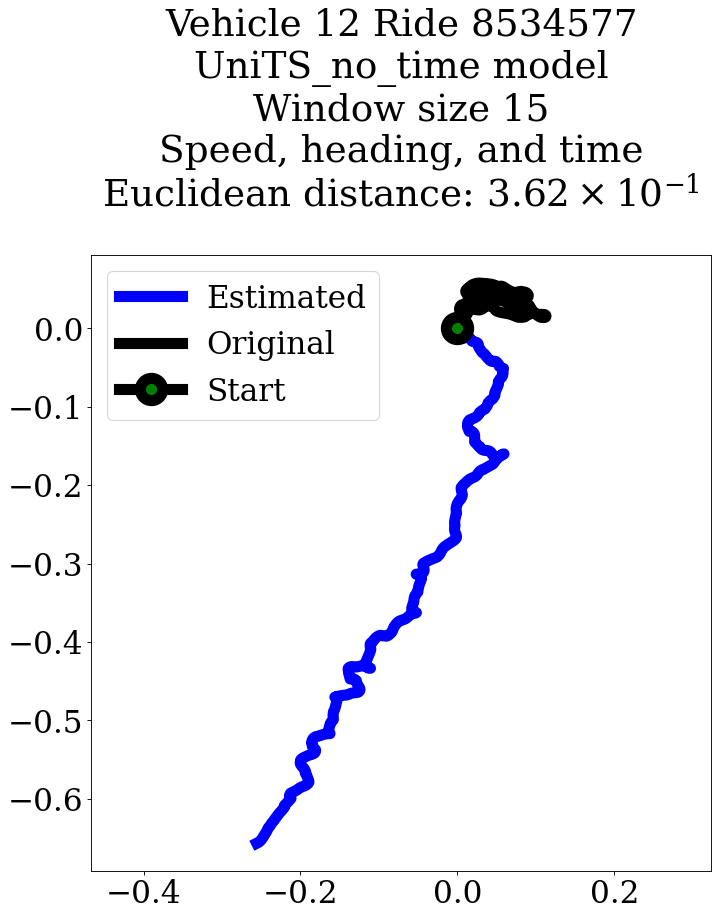 Vehicle 12 Ride 8534577
UniTS_no_time model
Window size 15
Speed, heading, and time
Euclidean distance: 3.62 × 10⁻¹
Estimated
Original
Start
0.0
−0.1
−0.2
−0.3
−0.4
−0.5
−0.6
−0.4 −0.2 0.0 0.2